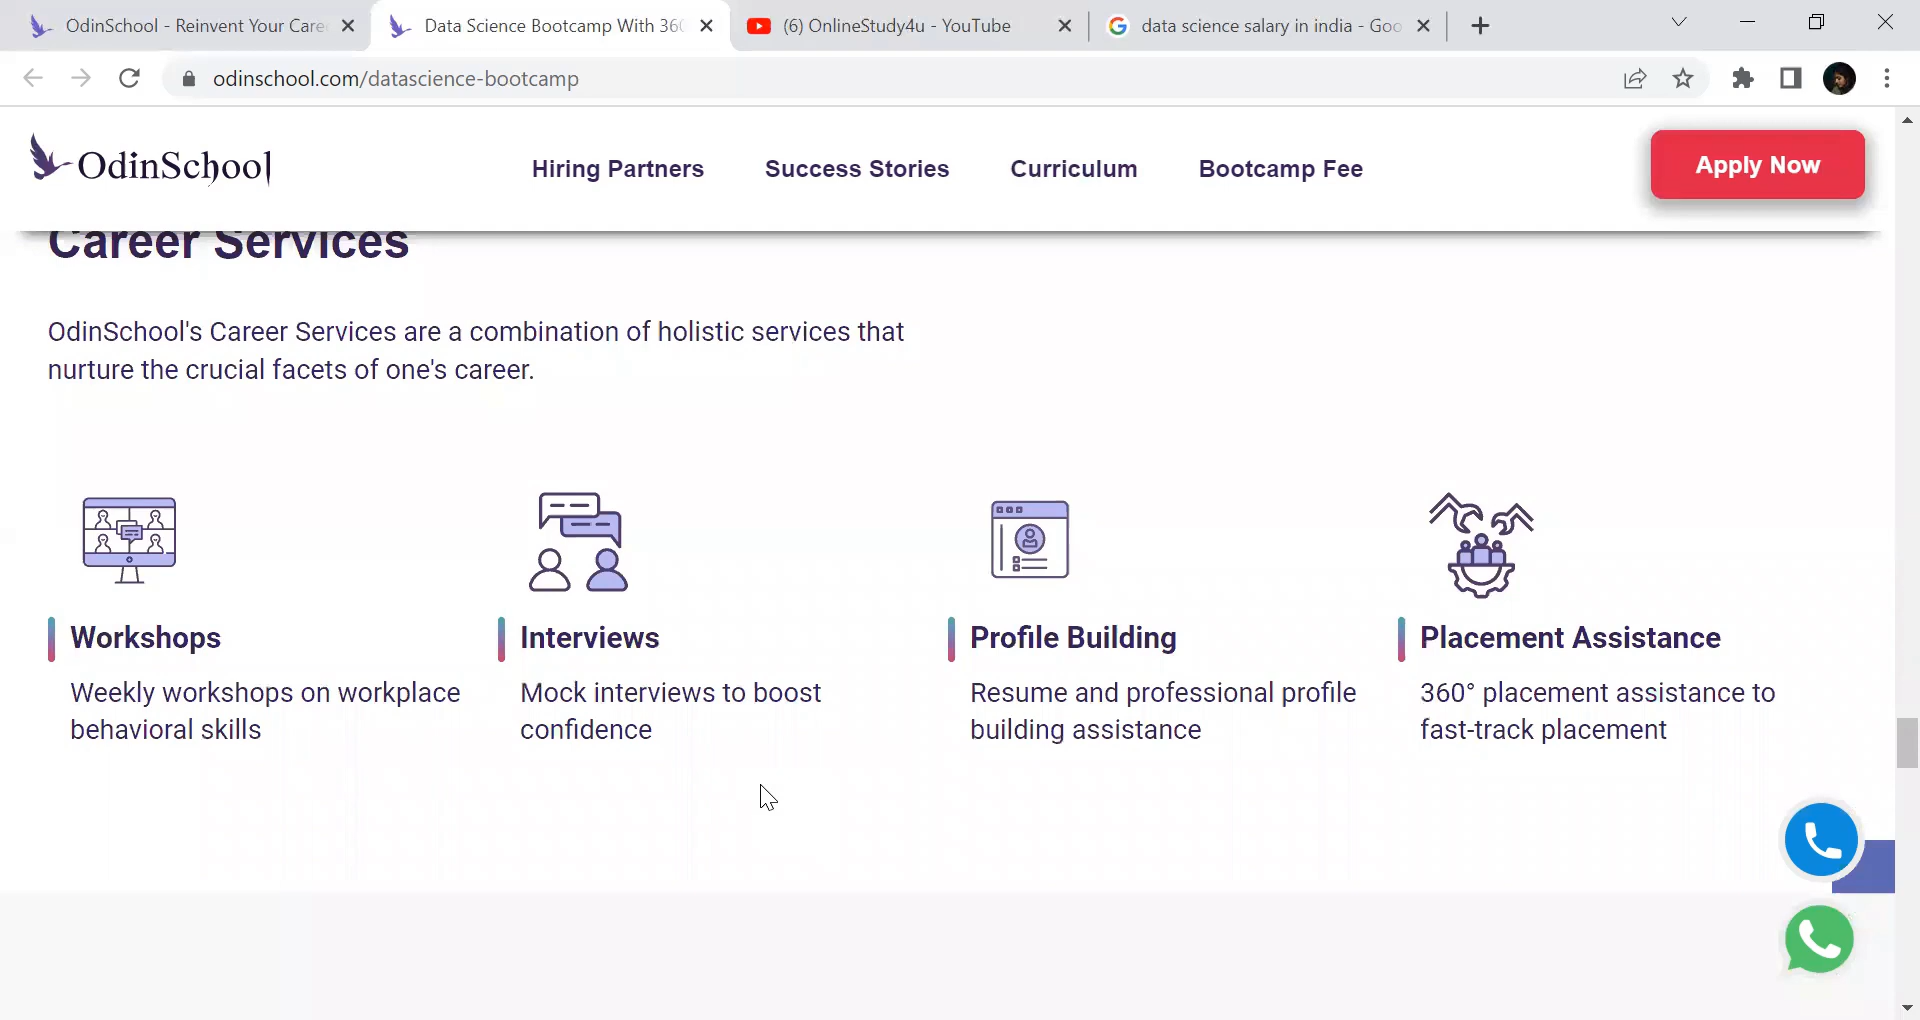 OdinSchool - Reinvent Your Care
Data Science Bootcamp With 36
(6) OnlineStudy4u - YouTube
data science salary in india - Goo
odinschool.com/datascience-bootcamp
OdinSchool
Hiring Partners
Success Stories
Curriculum
Bootcamp Fee
Apply Now
Career Services
OdinSchool's Career Services are a combination of holistic services that
nurture the crucial facets of one's career.
Workshops
Weekly workshops on workplace
behavioral skills
Interviews
Mock interviews to boost
confidence
Profile Building
Resume and professional profile
building assistance
Placement Assistance
360° placement assistance to
fast-track placement